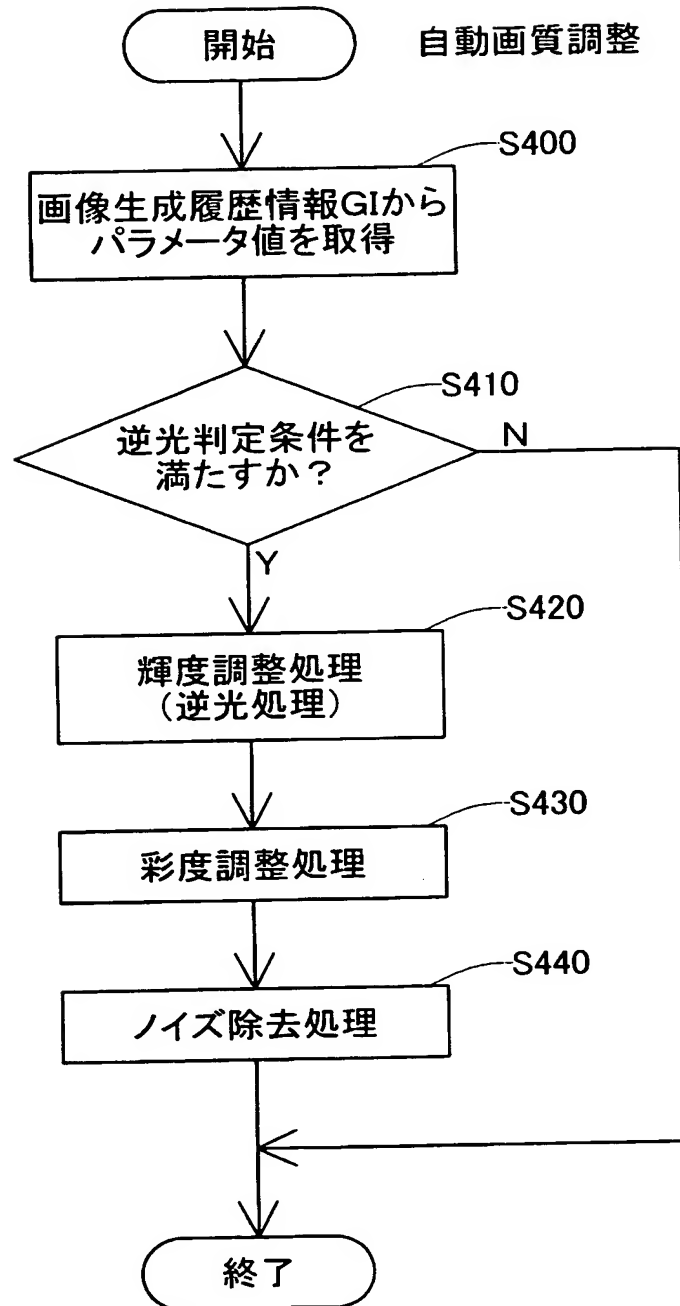 開始
自動画質調整
S400
画像生成履歴情報GIから
パラメータ値を取得
S410
逆光判定条件を
満たすか？
N
Y
S420
輝度調整処理
(逆光処理)
S430
彩度調整処理
S440
ノイズ除去処理
終了